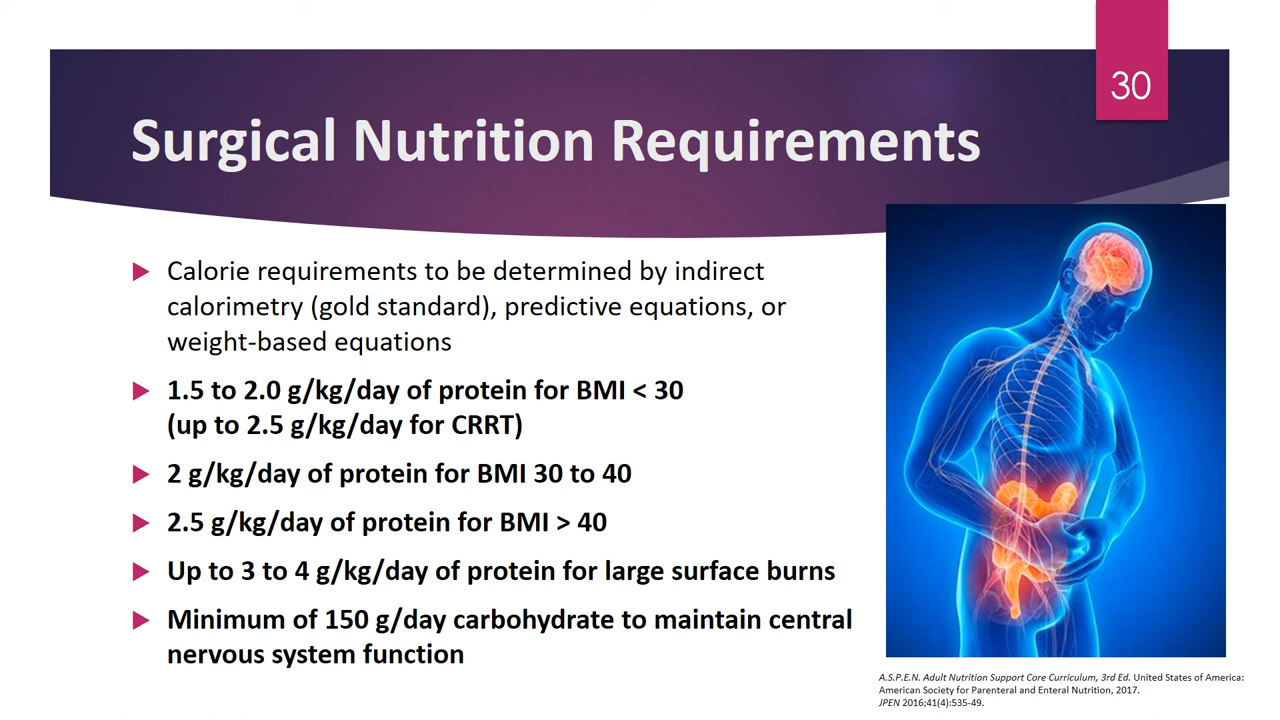 30
Surgical Nutrition Requirements
Calorie requirements to be determined by indirect
calorimetry (gold standard), predictive equations, or
weight-based equations
1.5 to 2.0 g/kg/day of protein for BMI < 30
(up to 2.5 g/kg/day for CRRT)
2 g/kg/day of protein for BMI 30 to 40
2.5 g/kg/day of protein for BMI > 40
Up to 3 to 4 g/kg/day of protein for large surface burns
Minimum of 150 g/day carbohydrate to maintain central
nervous system function
A.S.P.E.N. Adult Nutrition Support Core Curriculum, 3rd Ed. United States of America:
American Society for Parenteral and Enteral Nutrition, 2017.
JPEN 2016;41(4):535-49.